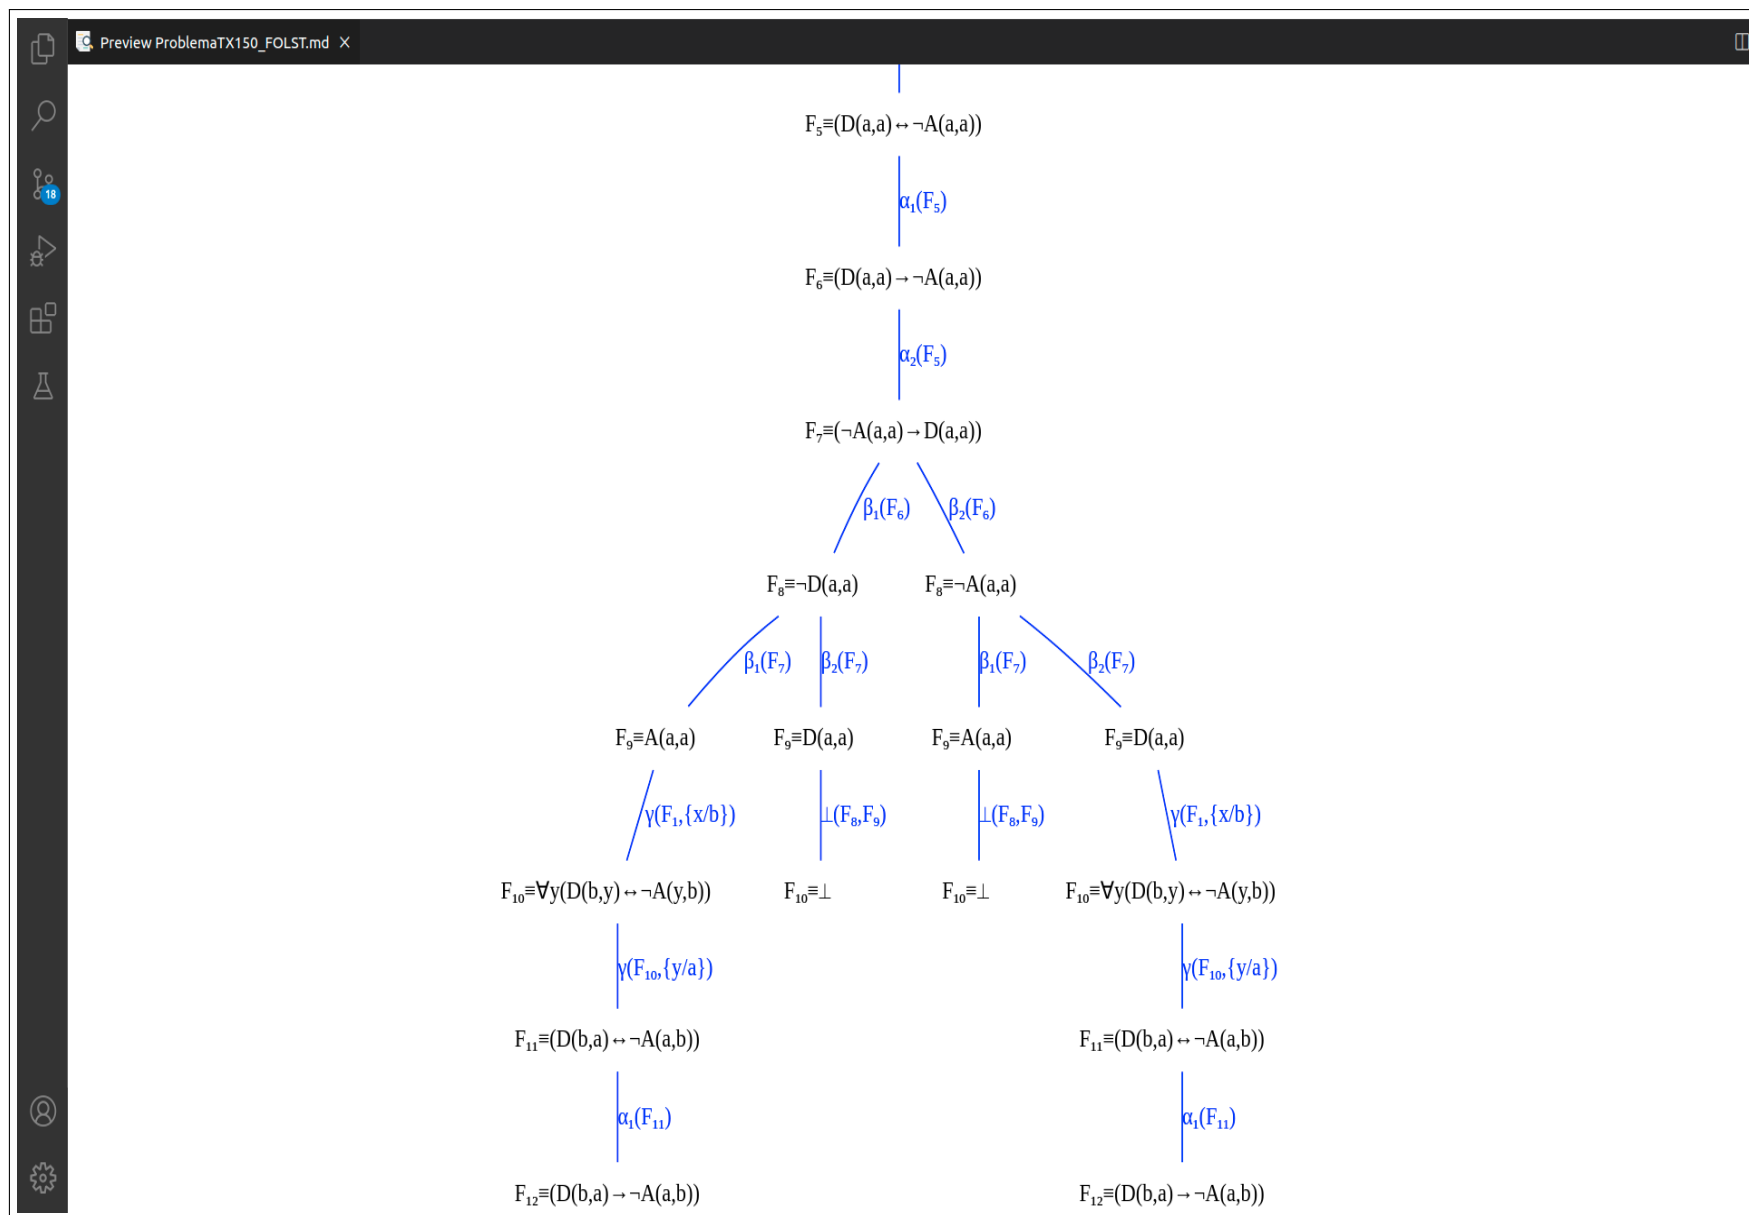 Preview ProblemaTX150_FOLST.md
F₅≡(D(a,a)↔¬A(a,a))
α₁(F₅)
18
F₆≡(D(a,a)→¬A(a,a))
α₂(F₅)
F₇≡(¬A(a,a)→D(a,a))
β₁(F₆) β₂(F₆)
F₈≡¬D(a,a) F₈≡¬A(a,a)
β₁(F₇) β₂(F₇) β₁(F₇) β₂(F₇)
F₉≡A(a,a) F₉≡D(a,a) F₉≡A(a,a) F₉≡D(a,a)
γ(F₁,{x/b}) ⊥(F₈,F₉) ⊥(F₈,F₉) γ(F₁,{x/b})
F₁₀≡∀y(D(b,y)↔¬A(y,b)) F₁₀≡⊥ F₁₀≡⊥ F₁₀≡∀y(D(b,y)↔¬A(y,b))
γ(F₁₀,{y/a}) γ(F₁₀,{y/a})
F₁₁≡(D(b,a)↔¬A(a,b)) F₁₁≡(D(b,a)↔¬A(a,b))
α₁(F₁₁) α₁(F₁₁)
F₁₂≡(D(b,a)→¬A(a,b)) F₁₂≡(D(b,a)→¬A(a,b))